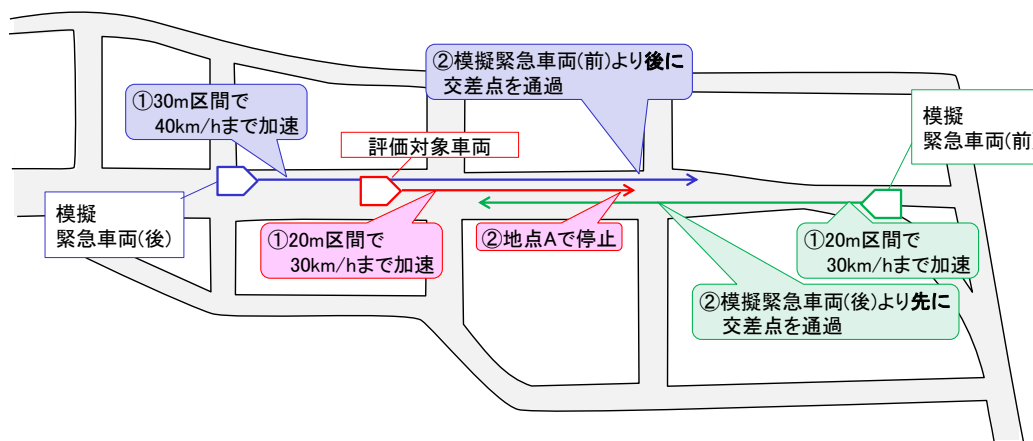 ②模擬緊急車両(前)より後に
交差点を通過
①30m区間で
40km/hまで加速
評価対象車両
模擬
緊急車両(前)
模擬
緊急車両(後)
①20m区間で
30km/hまで加速
②地点Aで停止
①20m区間で
30km/hまで加速
②模擬緊急車両(後)より先に
交差点を通過